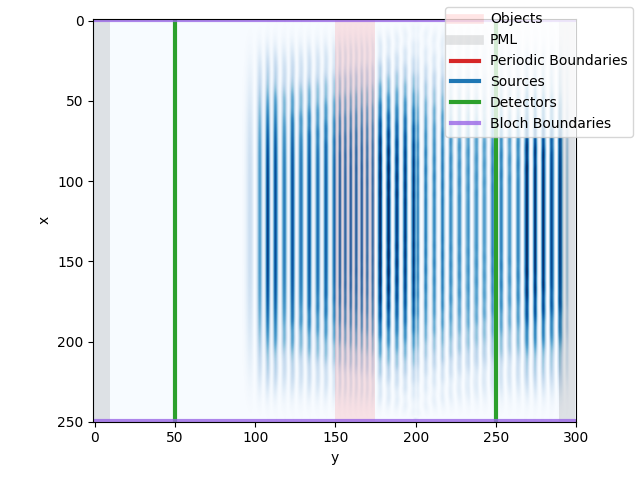 Objects
PML
Periodic Boundaries
Sources
Detectors
Bloch Boundaries
0
50
100
150
200
250
x
0
50
100
150
200
250
300
y